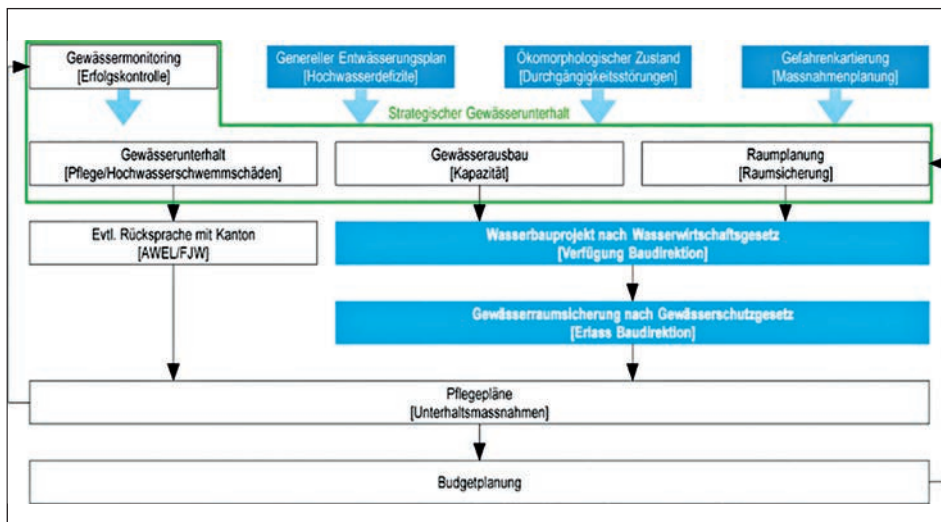 Gewässermonitoring
[Erfolgskontrolle]
Genereller Entwässerungsplan
[Hochwasserdefizite]
Ökomorphologischer Zustand
[Durchgängigkeitsstörungen]
Gefahrenkartierung
[Massnahmenplanung]
Strategischer Gewässerunterhalt
Gewässerunterhalt
[Pflege/Hochwasserschwemmschäden]
Gewässerausbau
[Kapazität]
Raumplanung
[Raumsicherung]
Evtl. Rücksprache mit Kanton
[AWEL/FJW]
Wasserbauprojekt nach Wasserwirtschaftsgesetz
[Verfügung Baudirektion]
Gewässerraumsicherung nach Gewässerschutzgesetz
[Erlass Baudirektion]
Pflegepläne
[Unterhaltsmassnahmen]
Budgetplanung